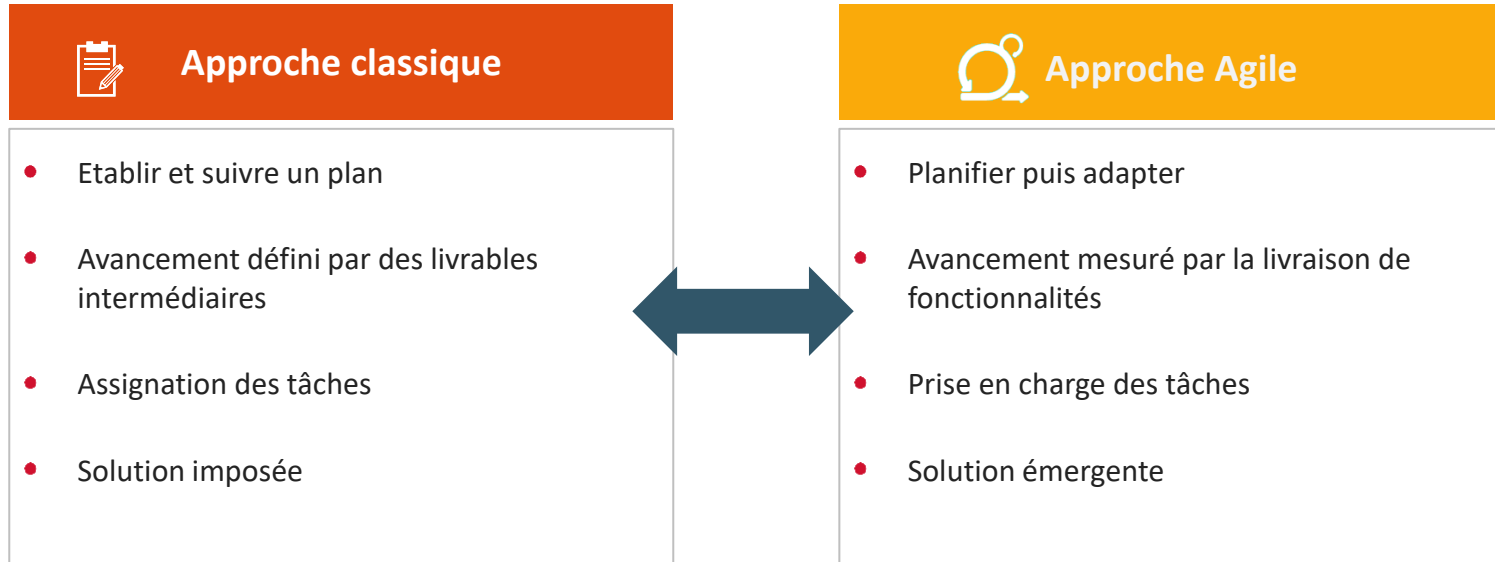 Approche classique
Etablir et suivre un plan
Avancement défini par des livrables
intermédiaires
Assignation des tâches
Solution imposée
Approche Agile
Planifier puis adapter
Avancement mesuré par la livraison de
fonctionnalités
Prise en charge des tâches
Solution émergente